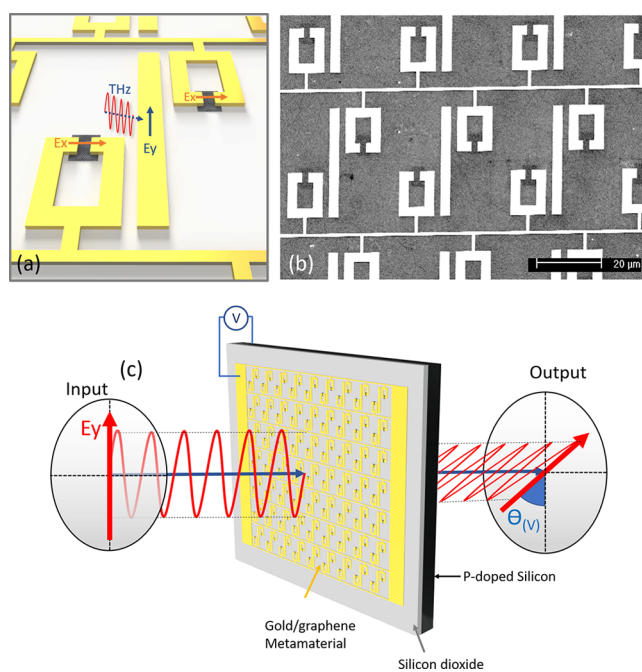 THz
Ex
Ex
Ey
(a)
(b)
20 µm
V
(c)
Input
Output
Ey
Θ(V)
P-doped Silicon
Gold/graphene
Metamaterial
Silicon dioxide